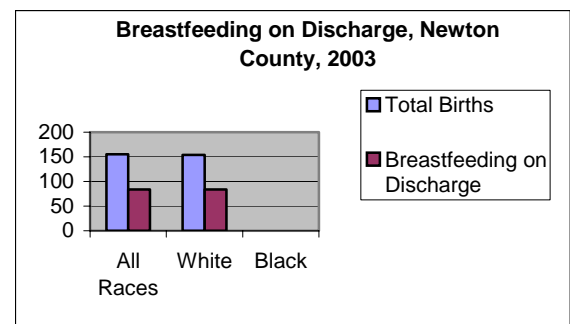 Breastfeeding on Discharge, Newton
County, 2003
Total Births
Breastfeeding on
Discharge
200
150
100
50
0
All
Races
White
Black